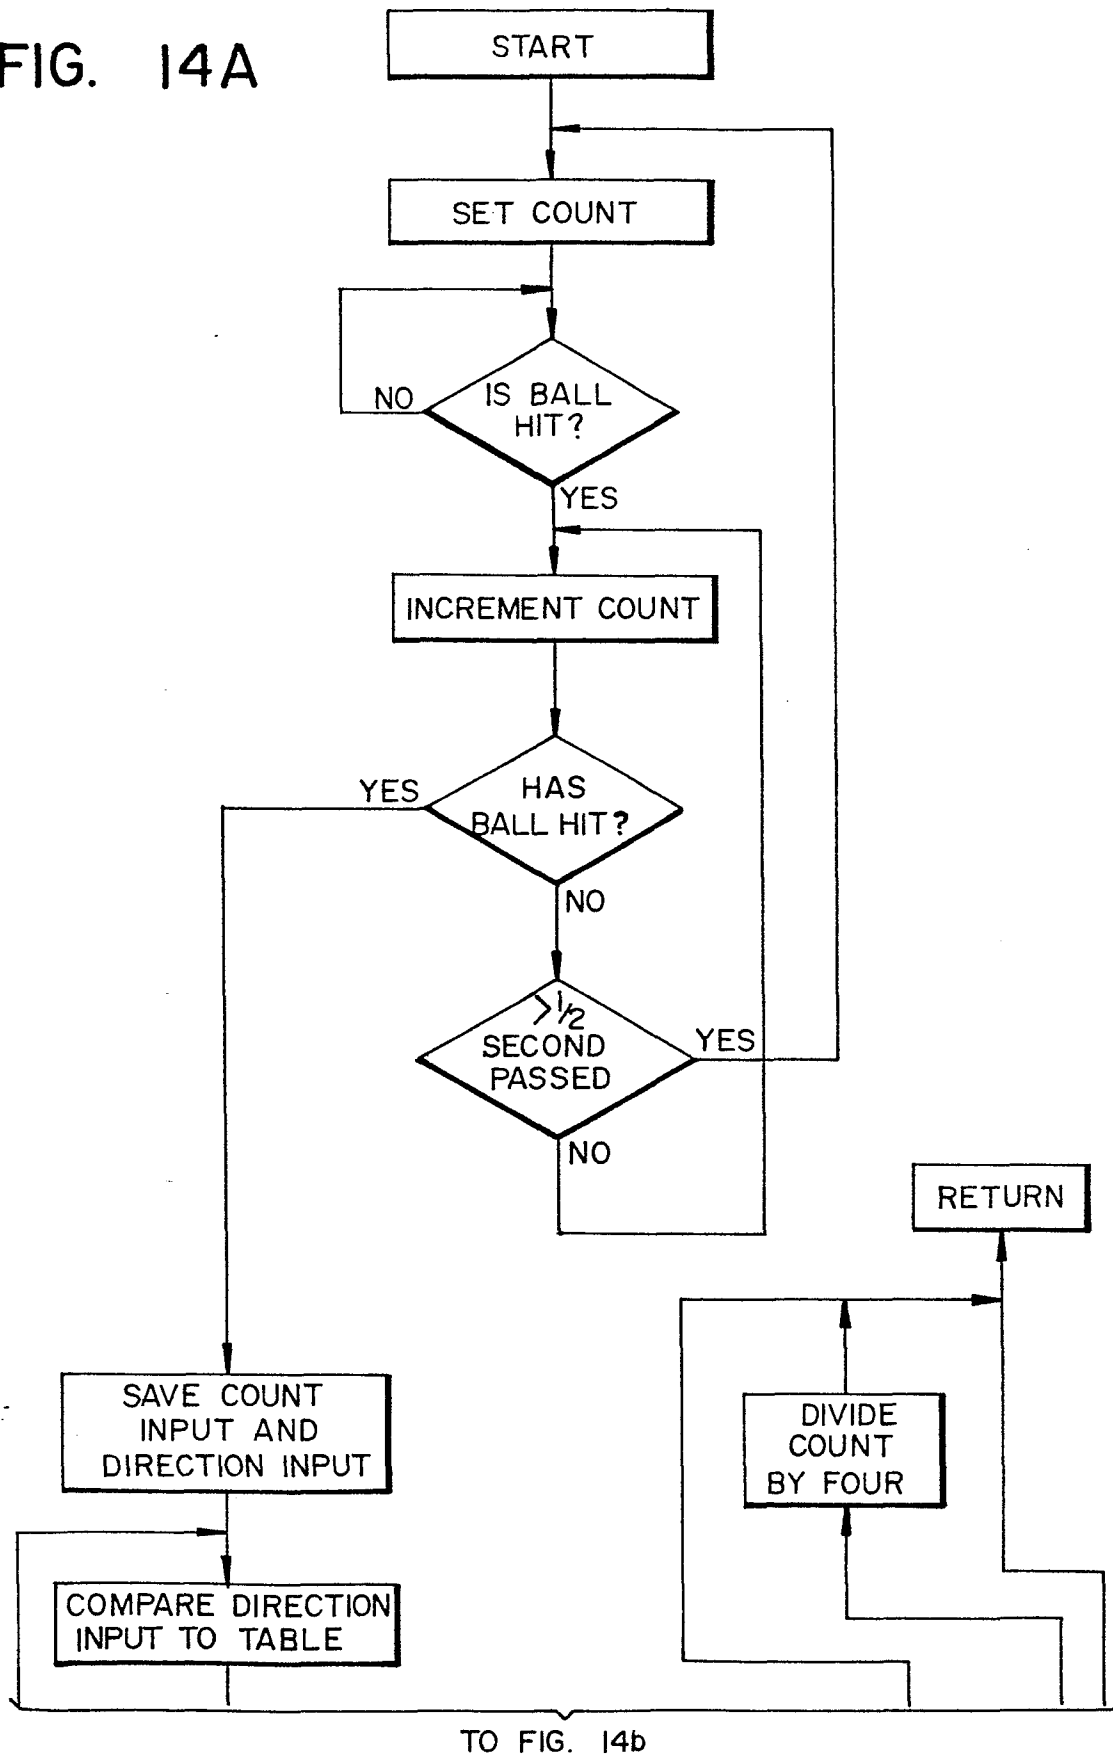 FIG. 14A
START
SET COUNT
IS BALL
HIT?
NO
YES
INCREMENT COUNT
HAS
BALL HIT?
YES
NO
>1/2
SECOND
PASSED
YES
NO
RETURN
SAVE COUNT
INPUT AND
DIRECTION INPUT
DIVIDE
COUNT
BY FOUR
COMPARE DIRECTION
INPUT TO TABLE
TO FIG. 14b